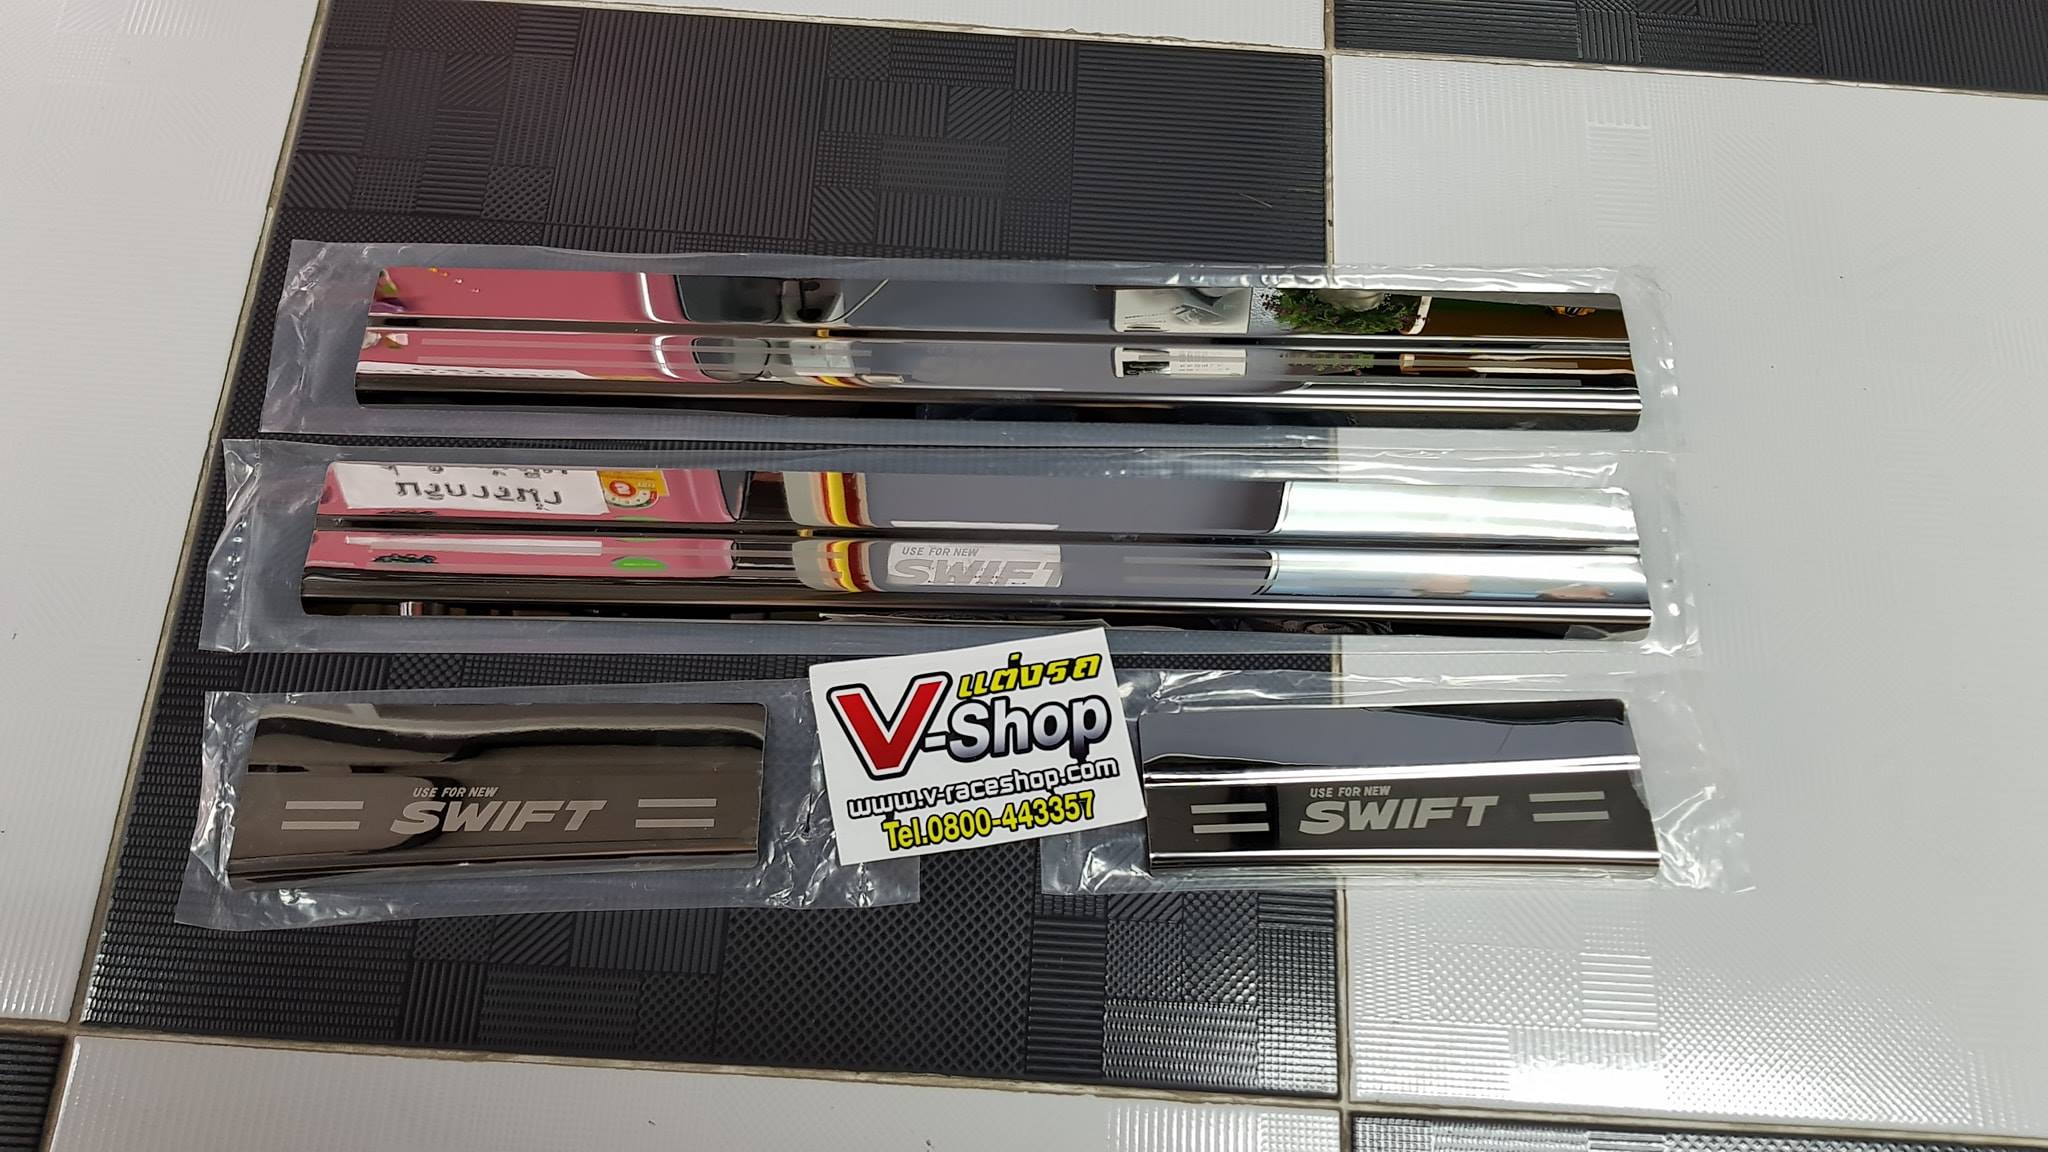 USE FOR NEW
SWIFT
แต่งรถ
V-Shop
www.v-raceshop.com
Tel.0800-443357
USE FOR NEW
SWIFT
USE FOR NEW
SWIFT